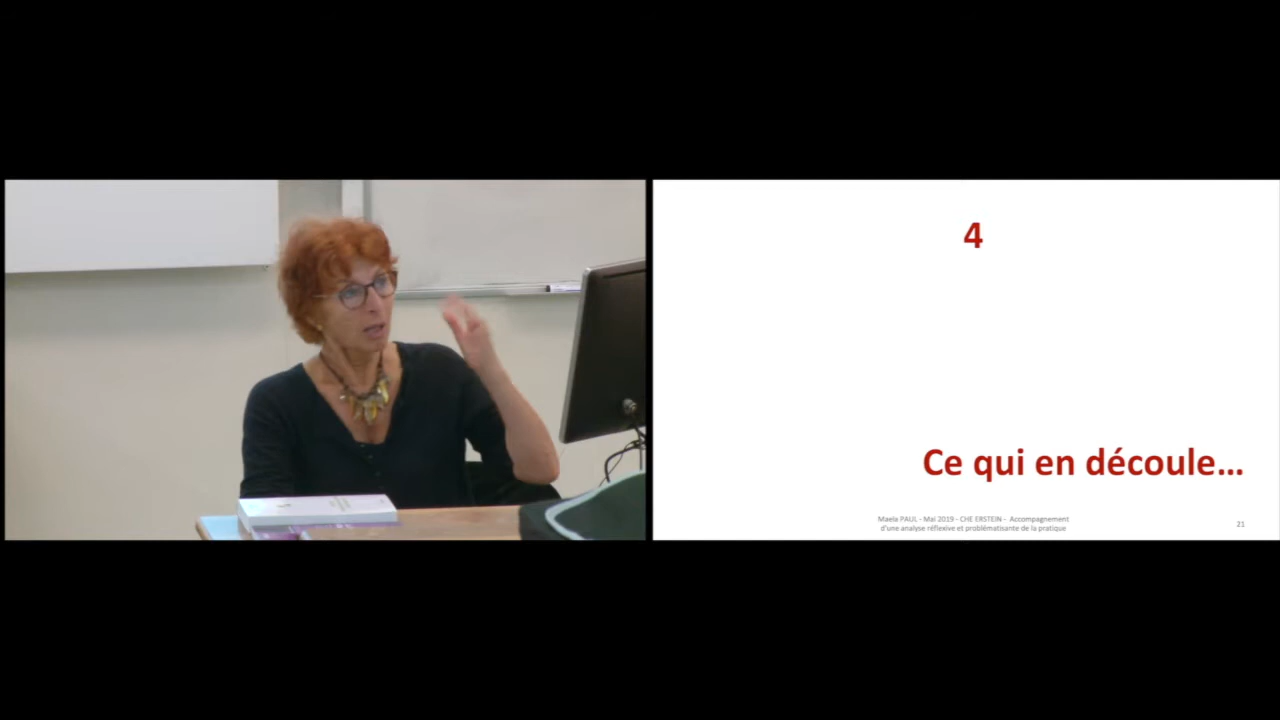 4
Ce qui en découle...
Maela PAUL - Mai 2019 - CHE ERSTEIN - Accompagnement
d'une analyse réflexive et problématisante de la pratique
21